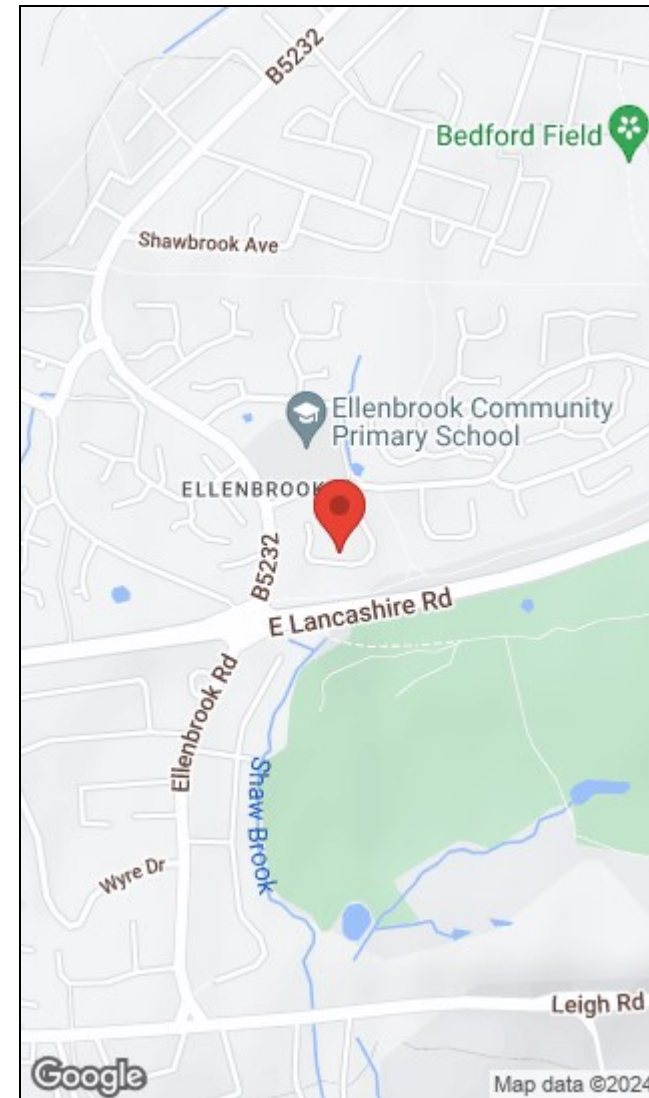 B5232
Bedford Field
Shawbrook Ave
Ellenbrook Community
Primary School
ELLENBROOK
B5232
E Lancashire Rd
Ellenbrook Rd
Shaw Brook
Wyre Dr
Leigh Rd
Google
Map data ©2024